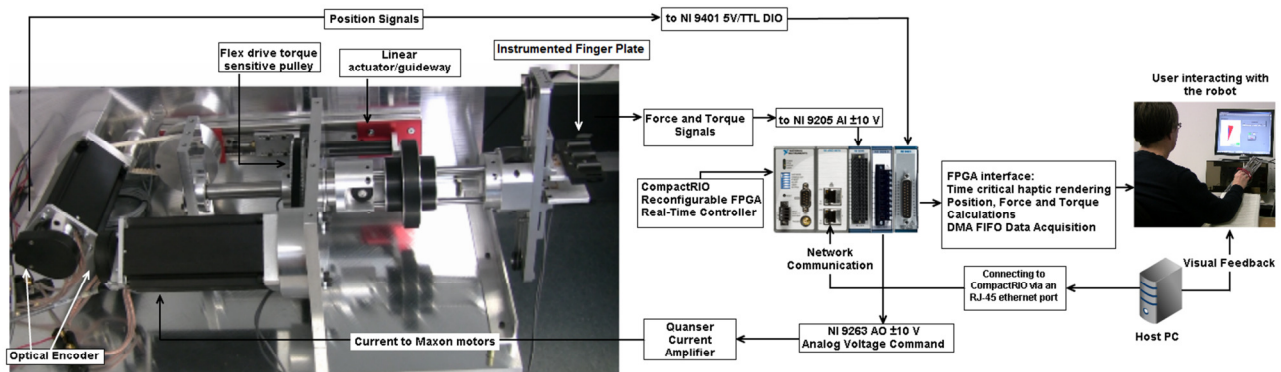 Position Signals
to NI 9401 5V/TTL DIO
Flex drive torque
sensitive pulley
Linear
actuator/guideway
Instrumented Finger Plate
User interacting with
the robot
Force and Torque
Signals
to NI 9205 AI ±10 V
CompactRIO
Reconfigurable FPGA
Real-Time Controller
FPGA interface:
Time critical haptic rendering
Position, Force and Torque
Calculations
DMA FIFO Data Acquisition
Network
Communication
Connecting to
CompactRIO via an
RJ-45 ethernet port
Visual Feedback
Host PC
NI 9263 AO ±10 V
Analog Voltage Command
Quanser
Current
Amplifier
Current to Maxon motors
Optical Encoder